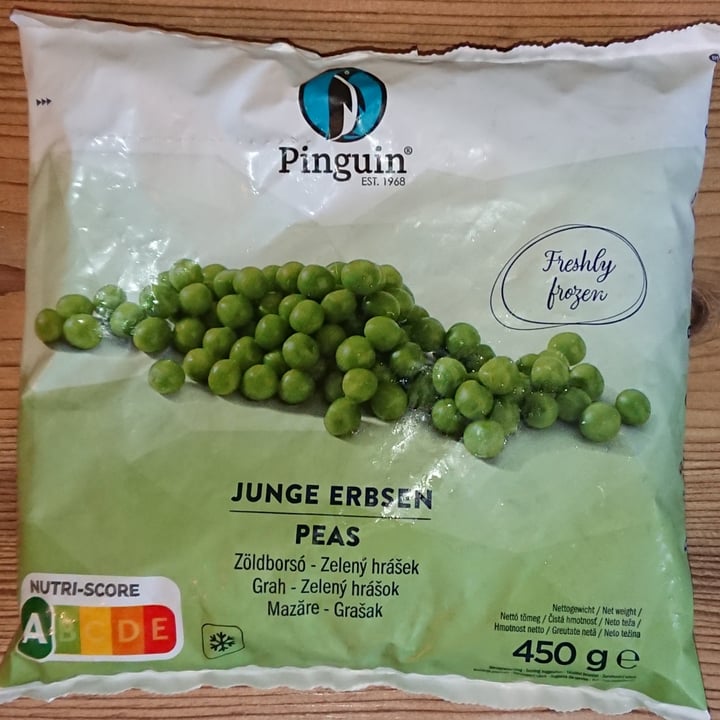 Pinguin®
EST. 1968
Freshly
frozen
JUNGE ERBSEN
PEAS
Zöldborsó - Zelený hrášek
Grah - Zelený hrášok
Mazăre - Grašak
NUTRI-SCORE
A B C D E
Nettogewicht / Net weight /
Nettó tömeg / Čistá hmotnost / Neto teža /
Hmotnost netto / Greutate netă / Neto težina
450 g ℮